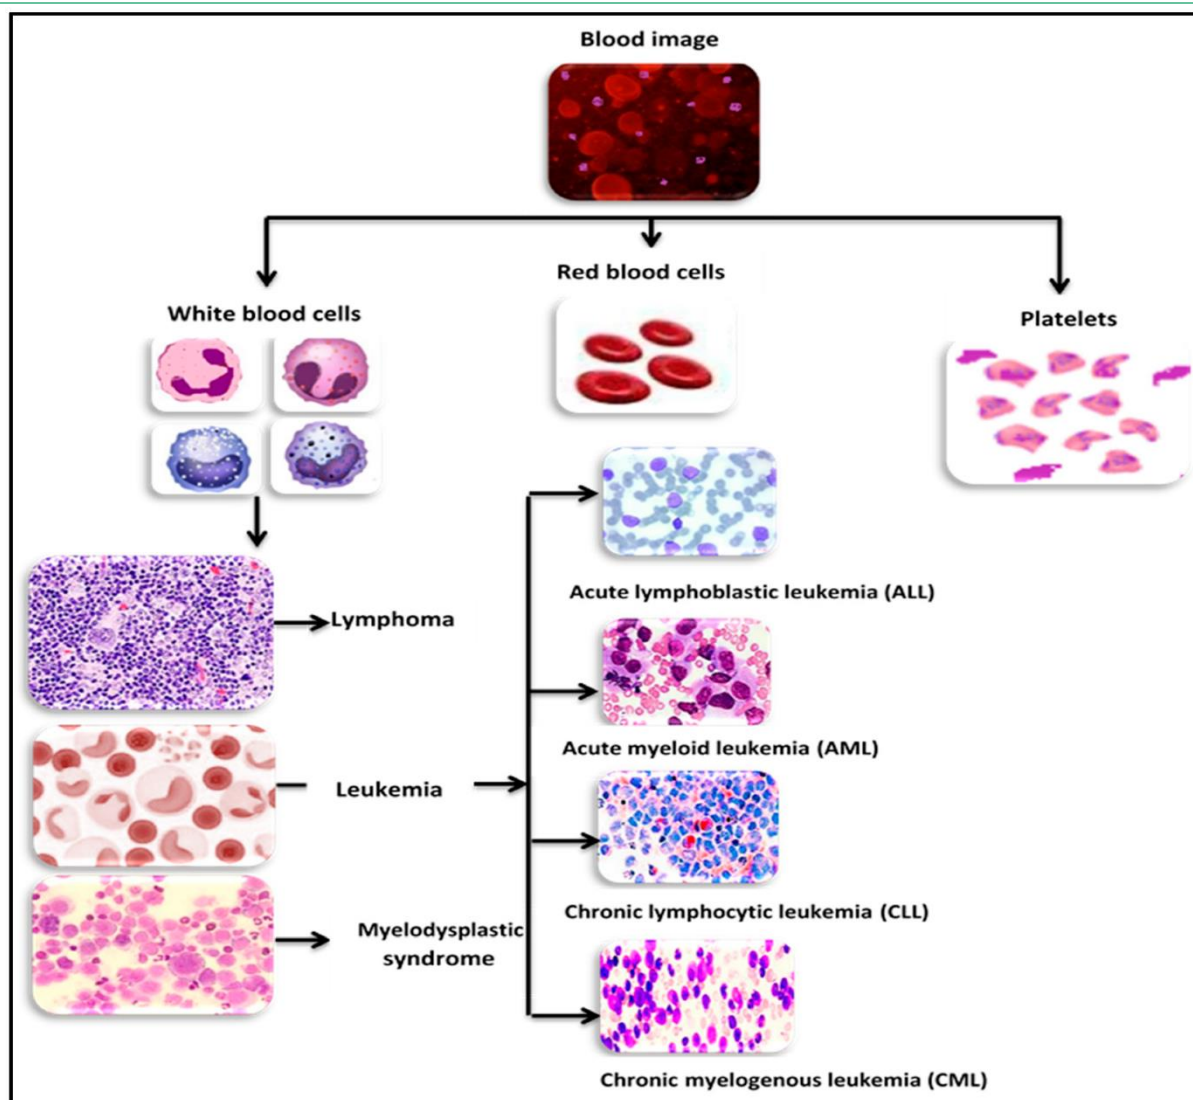 Blood image
Red blood cells
White blood cells
Platelets
Lymphoma
Leukemia
Myelodysplastic
syndrome
Acute lymphoblastic leukemia (ALL)
Acute myeloid leukemia (AML)
Chronic lymphocytic leukemia (CLL)
Chronic myelogenous leukemia (CML)